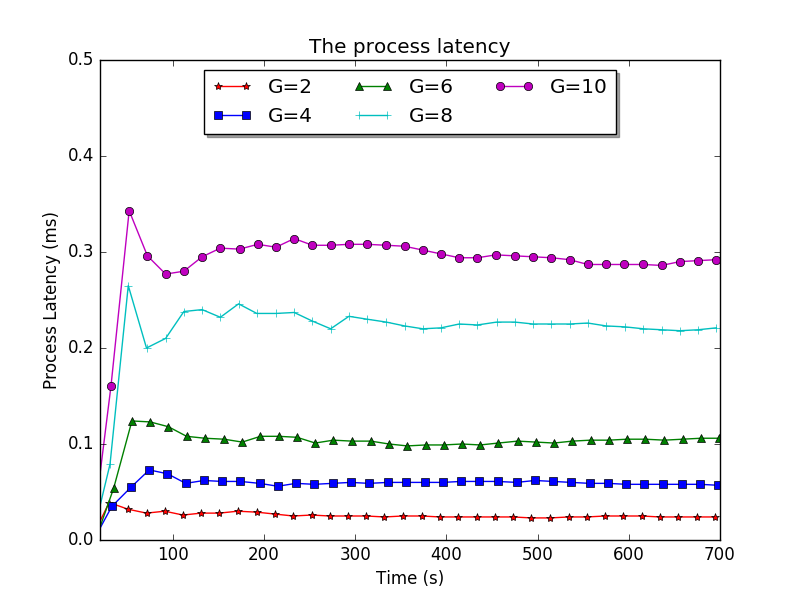 The process latency
G=2 G=6 G=10
G=4 G=8
Process Latency (ms)
0.5
0.4
0.3
0.2
0.1
0.0
100 200 300 400 500 600 700
Time (s)